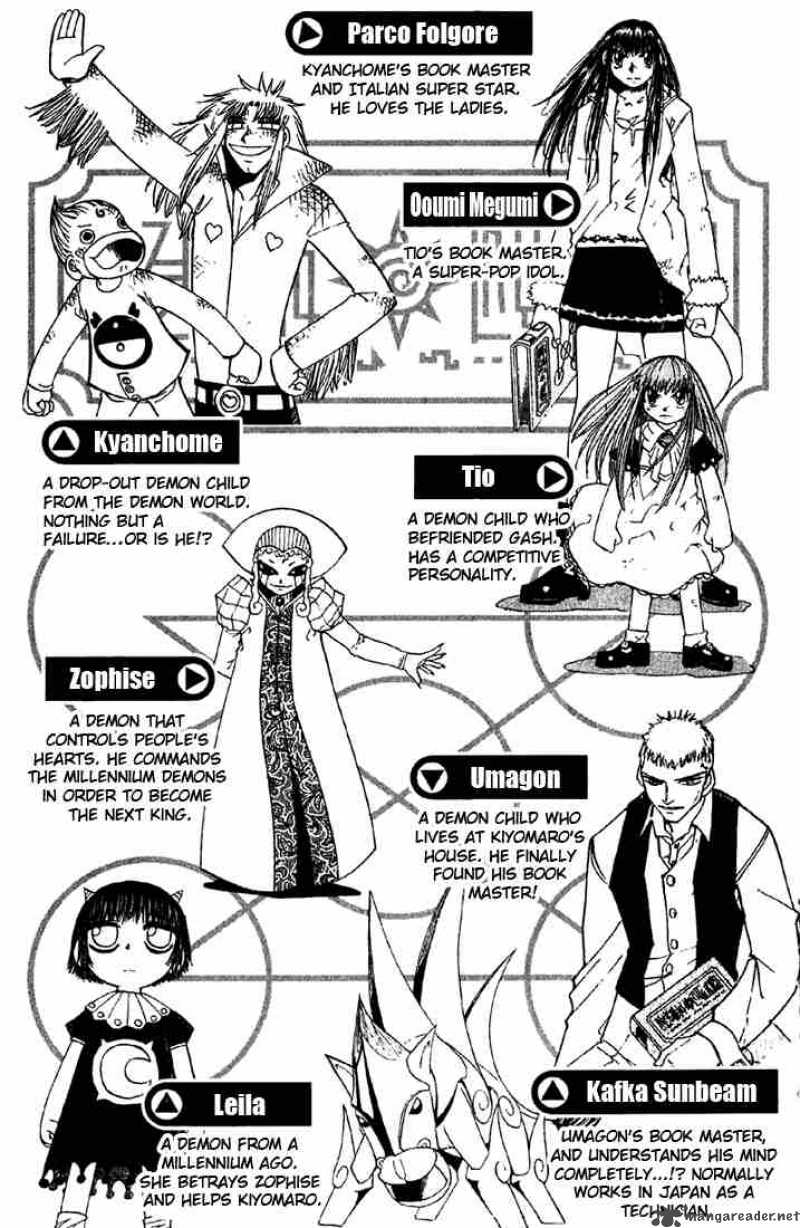 Parco Folgore
KYANCHOME'S BOOK MASTER
AND ITALIAN SUPER STAR.
HE LOVES THE LADIES.
Ooumi Megumi
TIO'S BOOK MASTER.
A SUPER-POP IDOL.
Kyanchome
A DROP-OUT DEMON CHILD
FROM THE DEMON WORLD.
NOTHING BUT A
FAILURE...OR IS HE!?
Tio
A DEMON CHILD WHO
BEFRIENDED GASH.
HAS A COMPETITIVE
PERSONALITY.
Zophise
A DEMON THAT
CONTROLS PEOPLE'S
HEARTS. HE COMMANDS
THE MILLENNIUM DEMONS
IN ORDER TO BECOME
THE NEXT KING.
Umagon
A DEMON CHILD WHO
LIVES AT KIYOMARO'S
HOUSE. HE FINALLY
FOUND HIS BOOK
MASTER!
Leila
A DEMON FROM A
MILLENNIUM AGO.
SHE BETRAYS ZOPHISE
AND HELPS KIYOMARO.
Kafka Sunbeam
UMAGON'S BOOK MASTER,
AND UNDERSTANDS HIS MIND
COMPLETELY...!? NORMALLY
WORKS IN JAPAN AS A
TECHNICIAN.
mangareader.net